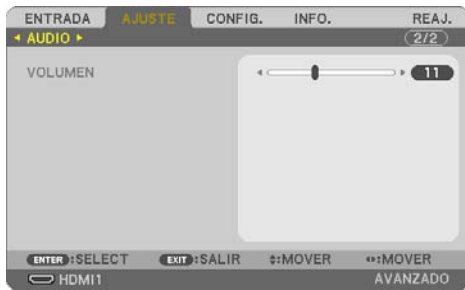 ENTRADA AJUSTE CONFIG. INFO. REAJ.
AUDIO (2/2)
VOLUMEN 11
ENTER :SELECT EXIT :SALIR :MOVER :MOVER
HDMI1 AVANZADO